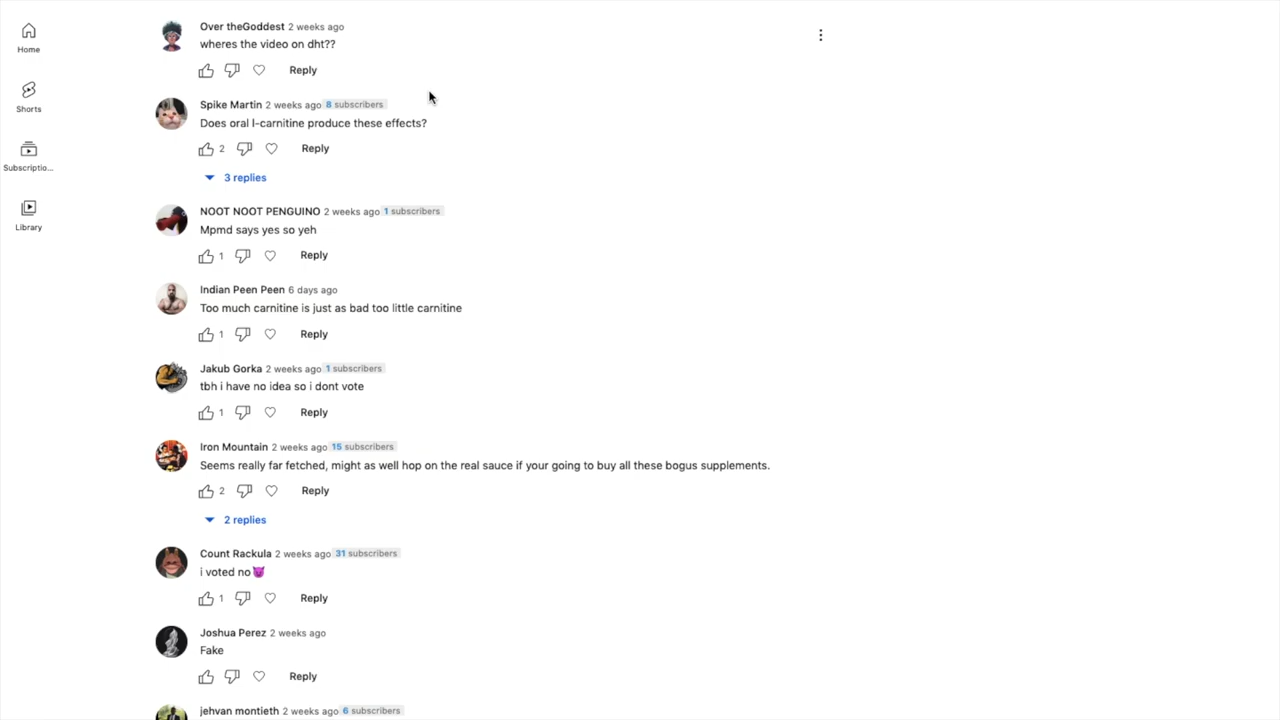 Home
Shorts
Subscriptio...
Library
Over theGoddest 2 weeks ago
wheres the video on dht??
Reply
Spike Martin 2 weeks ago 8 subscribers
Does oral l-carnitine produce these effects?
2 Reply
3 replies
NOOT NOOT PENGUINO 2 weeks ago 1 subscribers
Mpmd says yes so yeh
1 Reply
Indian Peen Peen 6 days ago
Too much carnitine is just as bad too little carnitine
1 Reply
Jakub Gorka 2 weeks ago 1 subscribers
tbh i have no idea so i dont vote
1 Reply
Iron Mountain 2 weeks ago 15 subscribers
Seems really far fetched, might as well hop on the real sauce if your going to buy all these bogus supplements.
2 Reply
2 replies
Count Rackula 2 weeks ago 31 subscribers
i voted no😈
1 Reply
Joshua Perez 2 weeks ago
Fake
Reply
jehvan montieth 2 weeks ago 6 subscribers